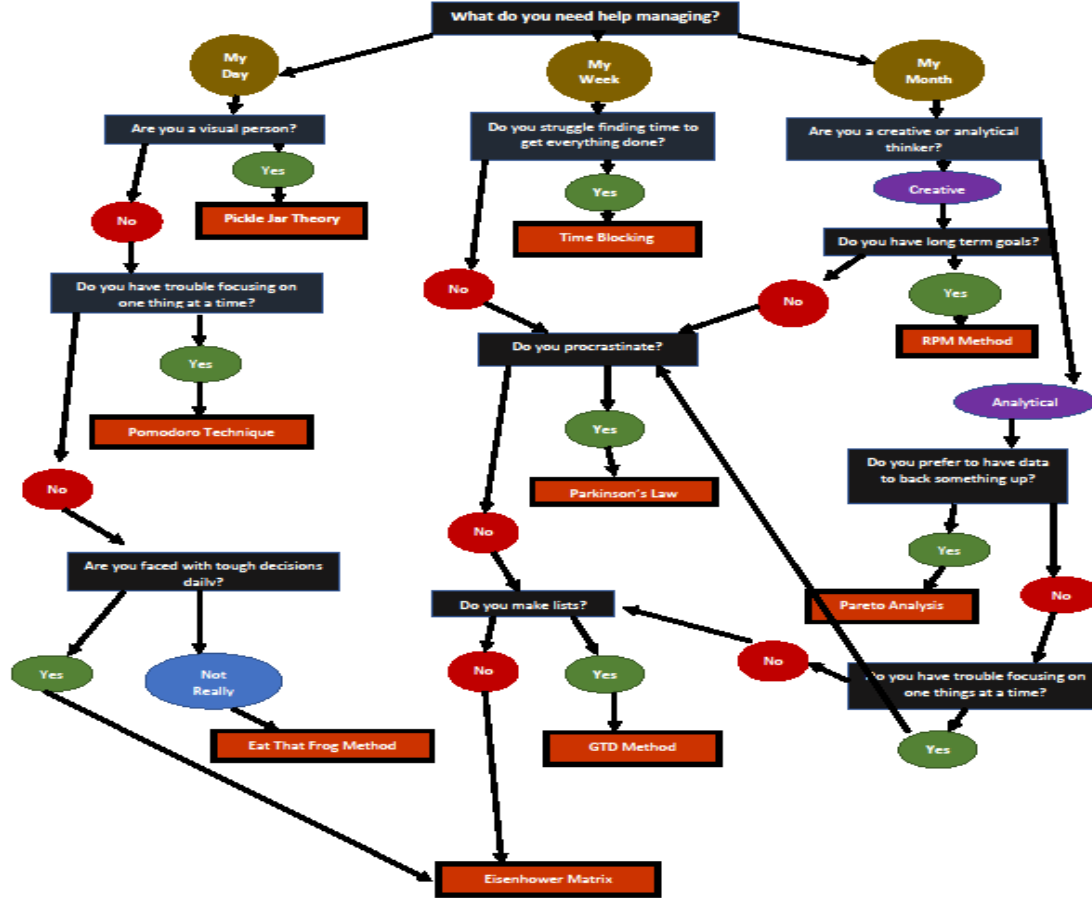 What do you need help managing?
My
Day
My
Week
My
Month
Are you a visual person?
Do you struggle finding time to
get everything done?
Are you a creative or analytical
thinker?
Yes
Yes
Creative
No
Pickle Jar Theory
Time Blocking
Do you have long term goals?
Do you have trouble focusing on
one thing at a time?
No
No
Yes
Do you procrastinate?
RPM Method
Yes
Analytical
Pomodoro Technique
Yes
Do you prefer to have data
to back something up?
No
Parkinson's Law
No
Yes
Are you faced with tough decisions
daily?
Do you make lists?
Pareto Analysis
No
Yes
Not
Really
No
Yes
No
Do you have trouble focusing on
one things at a time?
Eat That Frog Method
GTD Method
Yes
Eisenhower Matrix